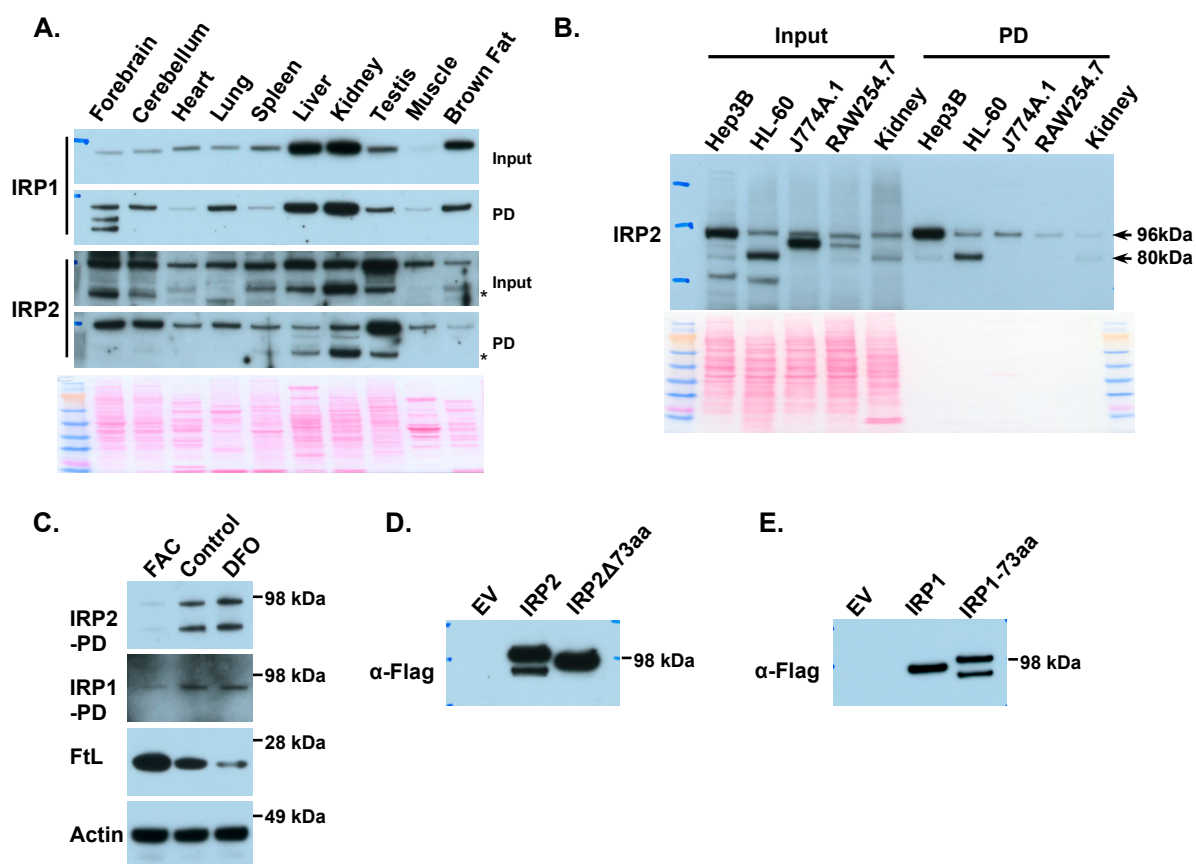 A.
Forebrain Cerebellum Heart Lung Spleen Liver Kidney Testis Muscle Brown Fat
IRP1
Input
PD
IRP2
Input
*
PD
*
B.
Input PD
Hep3B HL-60 J774A.1 RAW254.7 Kidney Hep3B HL-60 J774A.1 RAW254.7 Kidney
IRP2
96kDa
80kDa
C.
FAC Control DFO
IRP2
-PD
98 kDa
IRP1
-PD
98 kDa
FtL
28 kDa
Actin
49 kDa
D.
EV IRP2 IRP2Δ73aa
α-Flag
98 kDa
E.
EV IRP1 IRP1-73aa
α-Flag
98 kDa